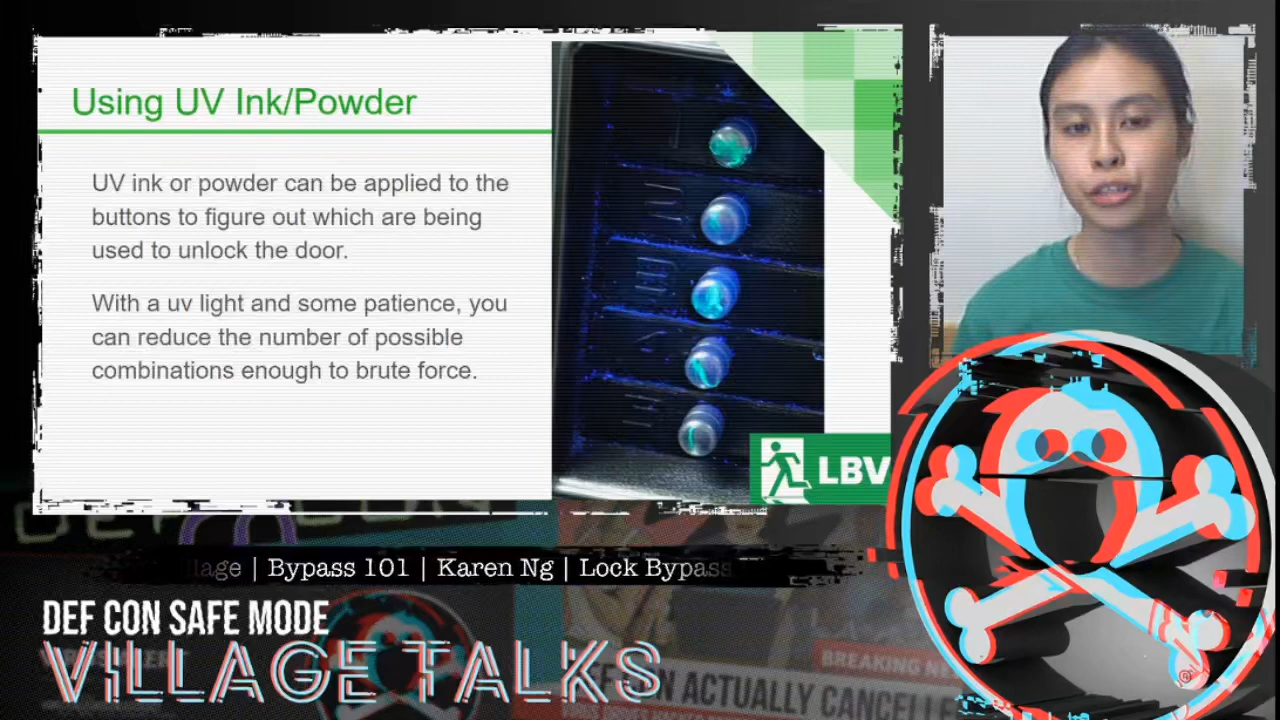 Using UV Ink/Powder
UV ink or powder can be applied to the
buttons to figure out which are being
used to unlock the door.
With a uv light and some patience, you
can reduce the number of possible
combinations enough to brute force.
LBV
llage | Bypass 101 | Karen Ng | Lock Bypass
DEF CON SAFE MODE
VILLAGE TALKS
BREAKING NE
CON ACTUALLY CANCELLE